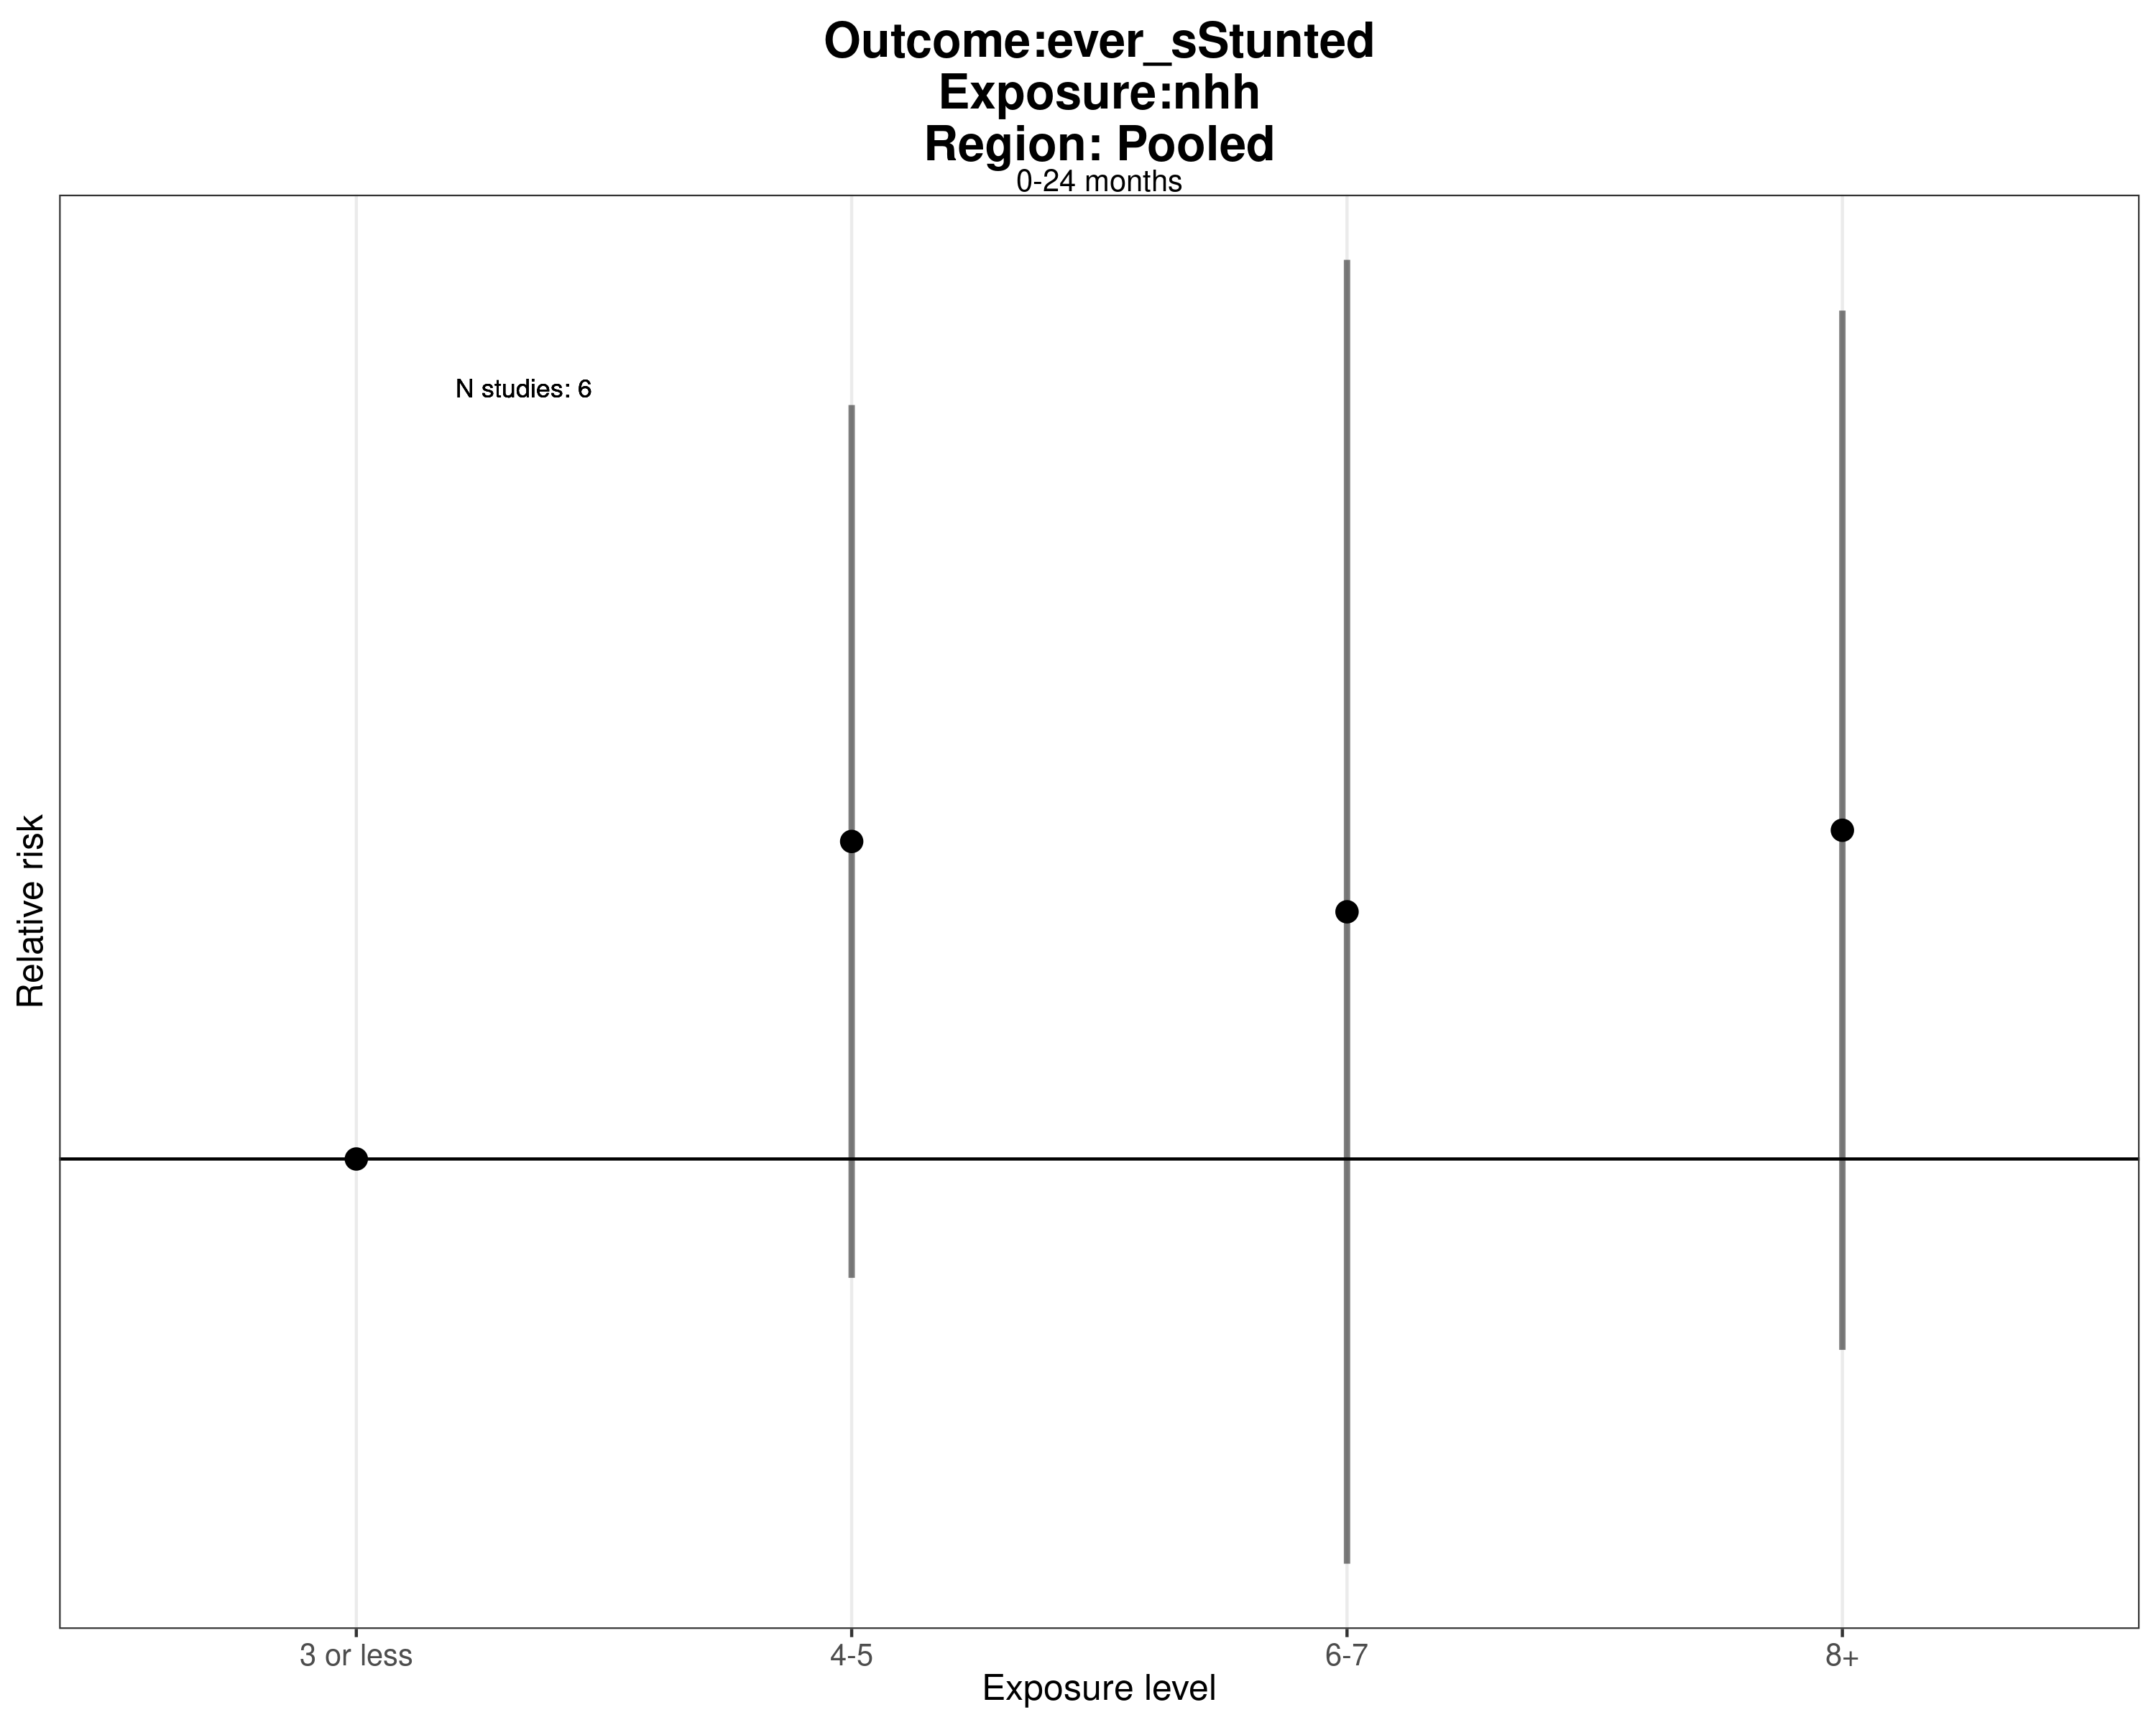 Outcome:ever_sStunted
Exposure:nhh
Region: Pooled
0-24 months
N studies: 6
Relative risk
3 or less
4-5
6-7
8+
Exposure level